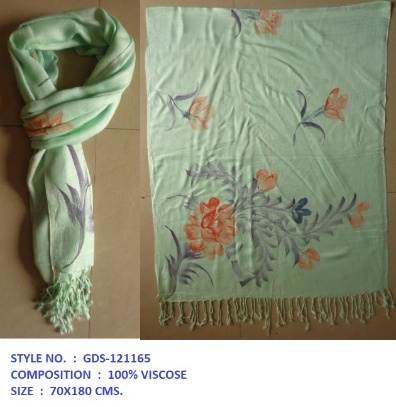 STYLE NO.  :  GDS-121165
COMPOSITION  :  100% VISCOSE
SIZE  :  70X180 CMS.